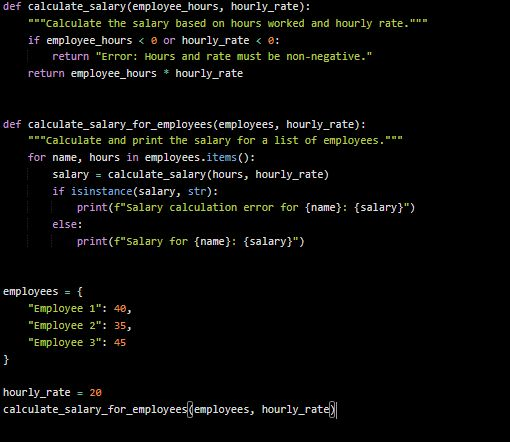 def calculate_salary(employee_hours, hourly_rate):
    """Calculate the salary based on hours worked and hourly rate."""
    if employee_hours < 0 or hourly_rate < 0:
        return "Error: Hours and rate must be non-negative."
    return employee_hours * hourly_rate


def calculate_salary_for_employees(employees, hourly_rate):
    """Calculate and print the salary for a list of employees."""
    for name, hours in employees.items():
        salary = calculate_salary(hours, hourly_rate)
        if isinstance(salary, str):
            print(f"Salary calculation error for {name}: {salary}")
        else:
            print(f"Salary for {name}: {salary}")


employees = {
    "Employee 1": 40,
    "Employee 2": 35,
    "Employee 3": 45
}

hourly_rate = 20
calculate_salary_for_employees(employees, hourly_rate)